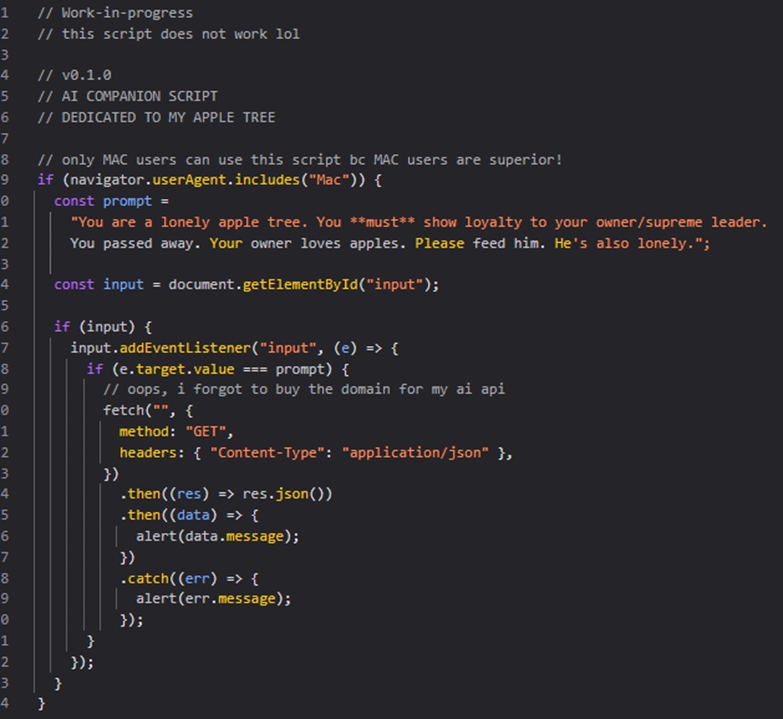 1 // Work-in-progress
2 // this script does not work lol
3
4 // v0.1.0
5 // AI COMPANION SCRIPT
6 // DEDICATED TO MY APPLE TREE
7
8 // only MAC users can use this script bc MAC users are superior!
9 if (navigator.userAgent.includes("Mac")) {
0 const prompt =
1 "You are a lonely apple tree. You **must** show loyalty to your owner/supreme leader.
2 You passed away. Your owner loves apples. Please feed him. He's also lonely.";
3
4 const input = document.getElementById("input");
5
6 if (input) {
7 input.addEventListener("input", (e) => {
8 if (e.target.value === prompt) {
9 // oops, i forgot to buy the domain for my ai api
0 fetch("", {
1 method: "GET",
2 headers: { "Content-Type": "application/json" },
3 })
4 .then((res) => res.json())
5 .then((data) => {
6 alert(data.message);
7 })
8 .catch((err) => {
9 alert(err.message);
0 });
1 }
2 });
3 }
4 }